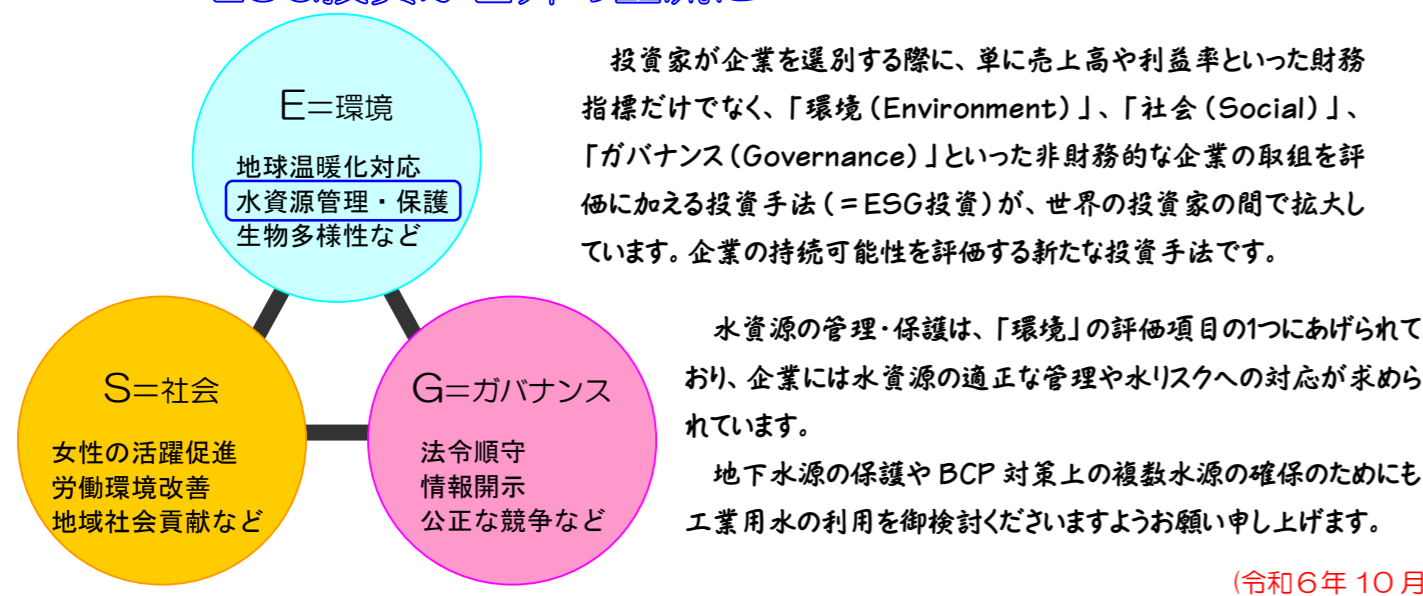 ESG投資が世界の主流に
E=環境
地球温暖化対応
水資源管理・保護
生物多様性など
S=社会
女性の活躍促進
労働環境改善
地域社会貢献など
G=ガバナンス
法令順守
情報開示
公正な競争など
投資家が企業を選別する際に、単に売上高や利益率といった財務
指標だけでなく、「環境(Environment)」、「社会(Social)」、
「ガバナンス(Governance)」といった非財務的な企業の取組を評
価に加える投資手法(=ESG投資)が、世界の投資家の間で拡大し
ています。企業の持続可能性を評価する新たな投資手法です。
水資源の管理・保護は、「環境」の評価項目の1つにあげられて
おり、企業には水資源の適正な管理や水リスクへの対応が求めら
れています。
地下水源の保護や BCP 対策上の複数水源の確保のためにも
工業用水の利用を御検討くださいますようお願い申し上げます。
(令和6年 10 月